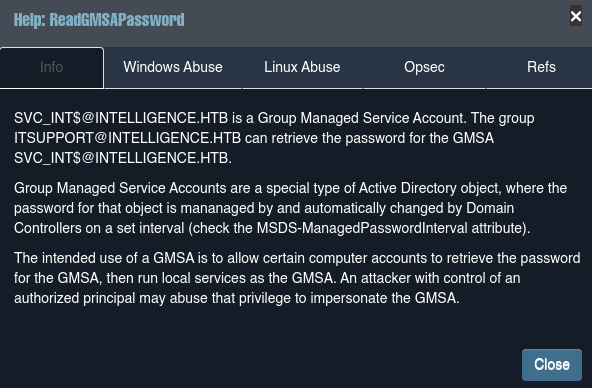 Help: ReadGMSAPassword
×
Info
Windows Abuse
Linux Abuse
Opsec
Refs
SVC_INT$@INTELLIGENCE.HTB is a Group Managed Service Account. The group
ITSUPPORT@INTELLIGENCE.HTB can retrieve the password for the GMSA
SVC_INT$@INTELLIGENCE.HTB.
Group Managed Service Accounts are a special type of Active Directory object, where the
password for that object is mananaged by and automatically changed by Domain
Controllers on a set interval (check the MSDS-ManagedPasswordInterval attribute).
The intended use of a GMSA is to allow certain computer accounts to retrieve the password
for the GMSA, then run local services as the GMSA. An attacker with control of an
authorized principal may abuse that privilege to impersonate the GMSA.
Close